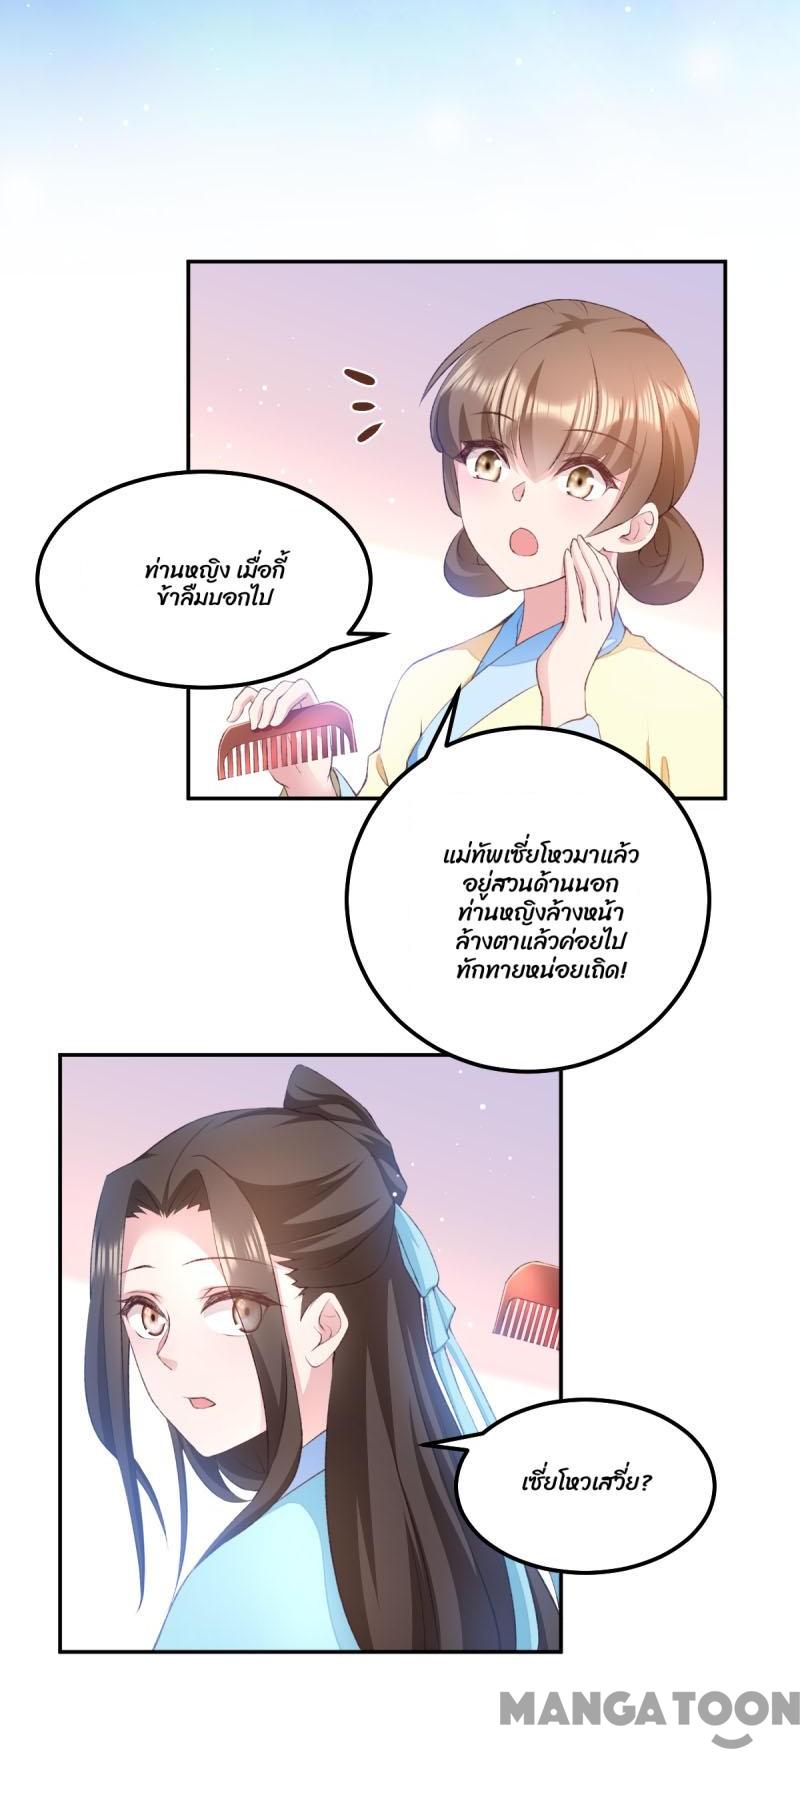 ท่านหญิง เมื่อกี้
ข้าลืมบอกไป
แม่ทัพเซี่ยโหวมาแล้ว
อยู่สวนด้านนอก
ท่านหญิงล้างหน้า
ล้างตาแล้วค่อยไป
ทักทายหน่อยเถิด!
เซี่ยโหวเสวี่ย?
MANGATOON